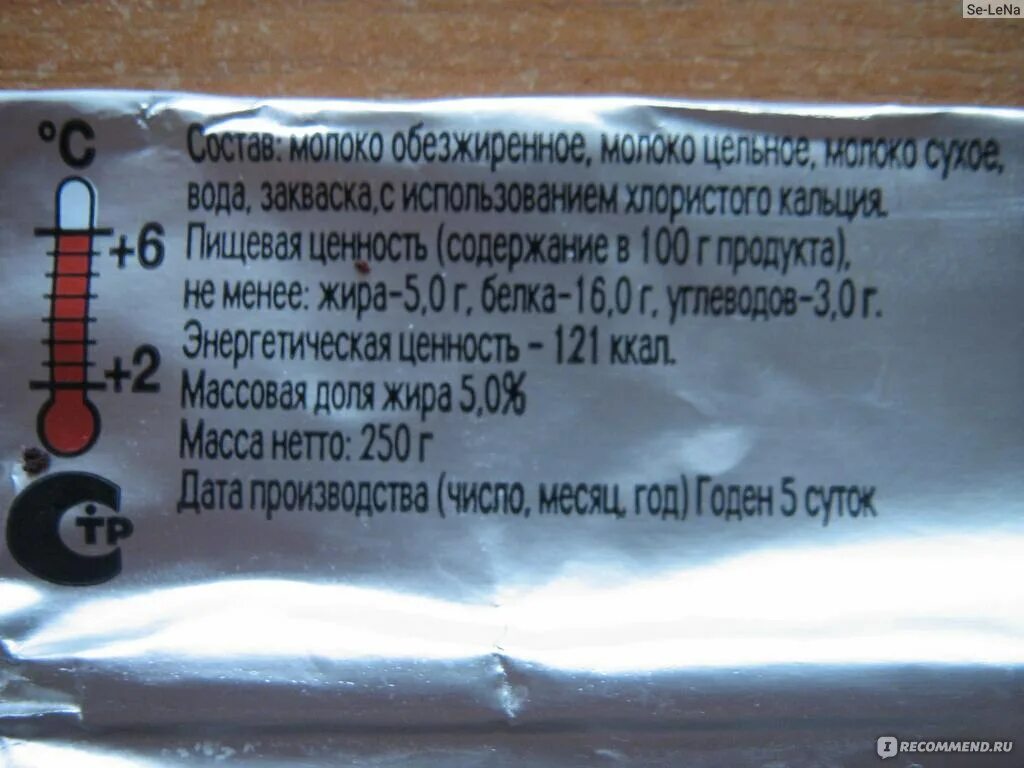 Se-LeNa
°C
Состав: молоко обезжиренное, молоко цельное, молоко сухое,
вода, закваска,с использованием хлористого кальция.
+6
Пищевая ценность (содержание в 100 г продукта),
не менее: жира-5,0 г, белка-16,0 г, углеводов-3,0 г.
Энергетическая ценность - 121 ккал.
+2
Массовая доля жира 5,0%
Масса нетто: 250 г
Дата производства (число, месяц, год) Годен 5 суток
СТР
IRECOMMEND.RU